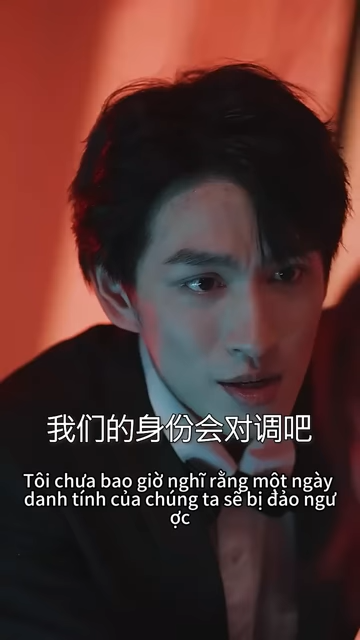 我们的身份会对调吧
Tôi chưa bao giờ nghĩ rằng một ngày
danh tính của chúng ta sẽ bị đảo ngư
ợc